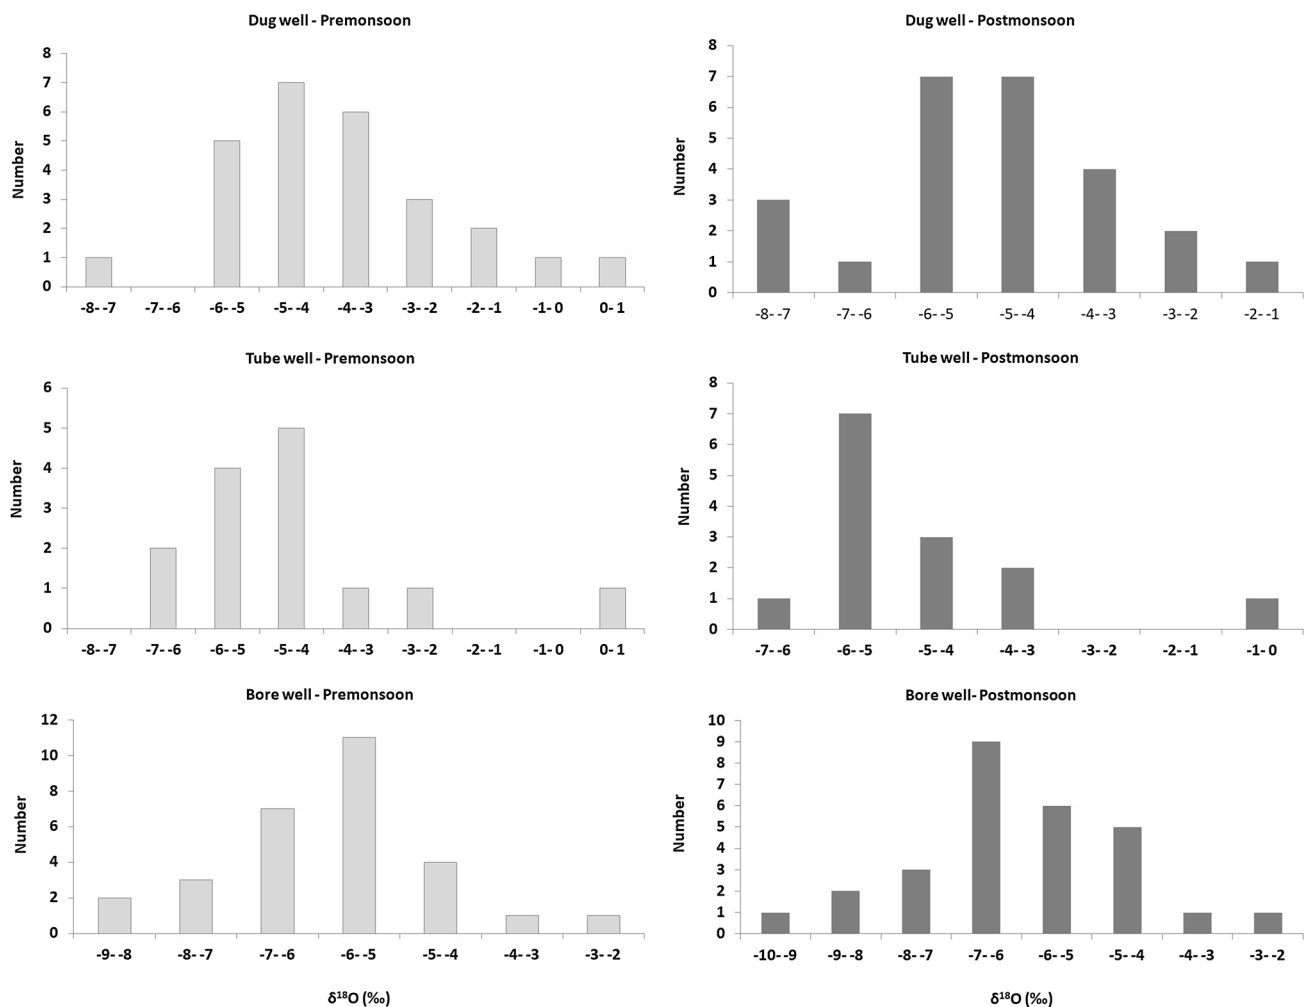 Dug well - Premonsoon
8
7
6
5
4
3
2
1
0
Number
-8- -7 -7- -6 -6- -5 -5- -4 -4- -3 -3- -2 -2- -1 -1- 0 0- 1
Dug well - Postmonsoon
8
7
6
5
4
3
2
1
0
Number
-8- -7 -7- -6 -6- -5 -5- -4 -4- -3 -3- -2 -2- -1
Tube well - Premonsoon
6
5
4
3
2
1
0
Number
-8- -7 -7- -6 -6- -5 -5- -4 -4- -3 -3- -2 -2- -1 -1- 0 0- 1
Tube well - Postmonsoon
8
7
6
5
4
3
2
1
0
Number
-7- -6 -6- -5 -5- -4 -4- -3 -3- -2 -2- -1 -1- 0
Bore well - Premonsoon
12
10
8
6
4
2
0
Number
-9- -8 -8- -7 -7- -6 -6- -5 -5- -4 -4- -3 -3- -2
δ¹⁸O (‰)
Bore well- Postmonsoon
10
9
8
7
6
5
4
3
2
1
0
Number
-10- -9 -9- -8 -8- -7 -7- -6 -6- -5 -5- -4 -4- -3 -3- -2
δ¹⁸O (‰)